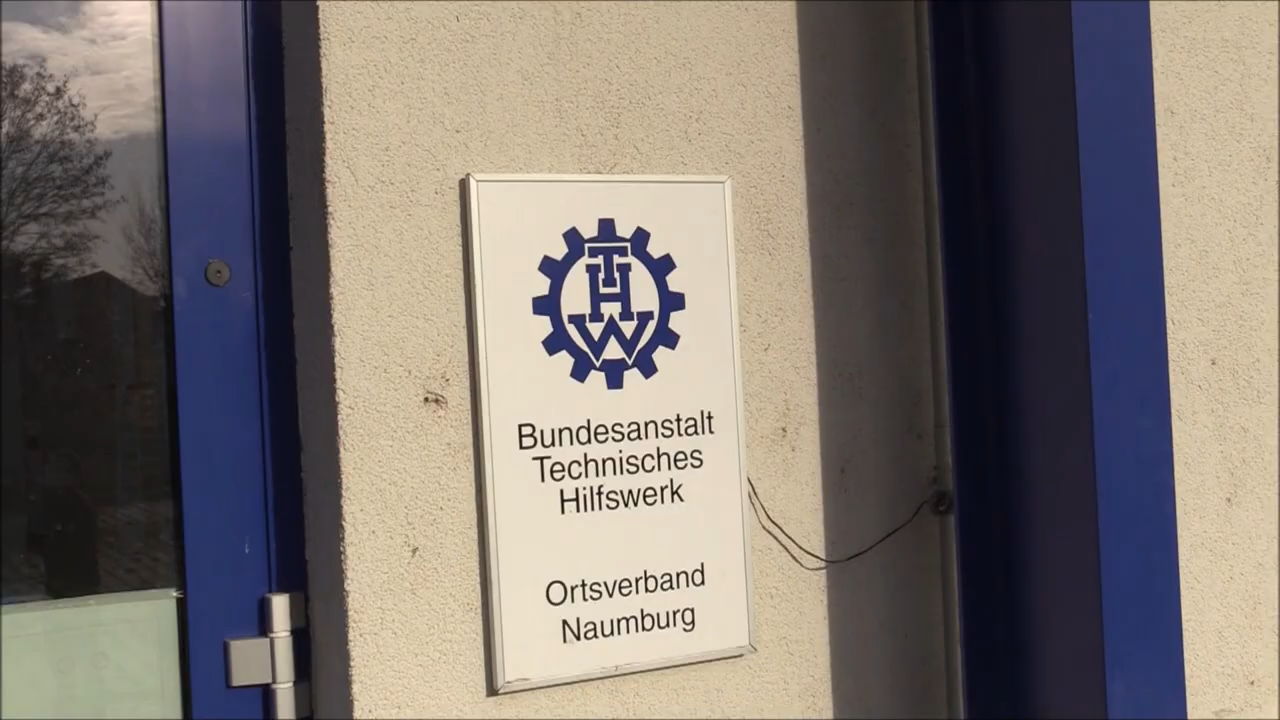 THW
Bundesanstalt
Technisches
Hilfswerk
Ortsverband
Naumburg